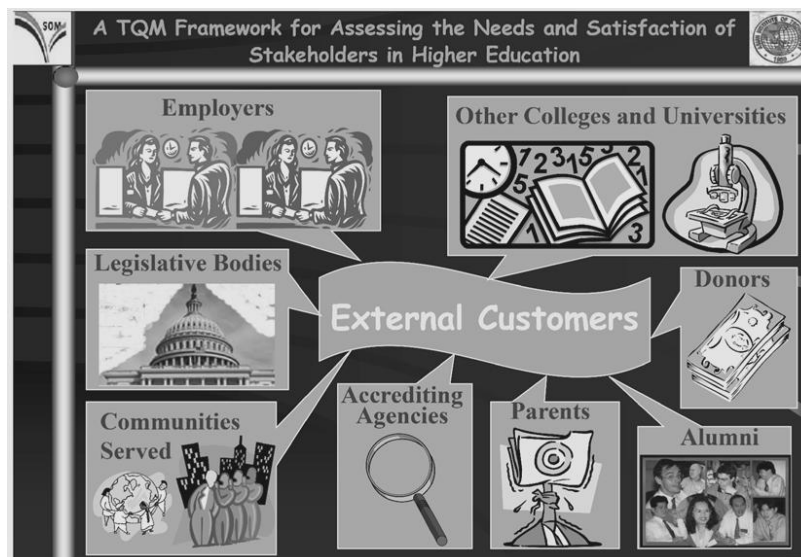 SOM
A TQM Framework for Assessing the Needs and Satisfaction of
Stakeholders in Higher Education
Employers
Other Colleges and Universities
Legislative Bodies
Donors
External Customers
Communities
Served
Accrediting
Agencies
Parents
Alumni